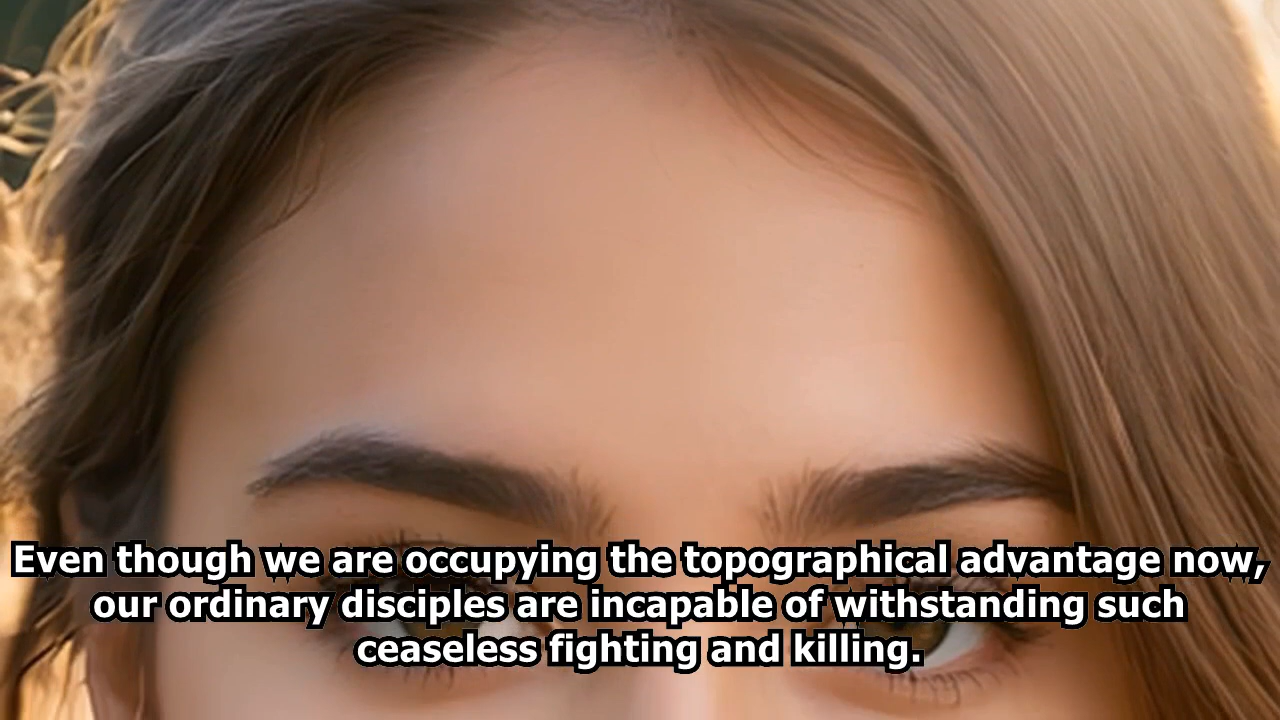 Even though we are occupying the topographical advantage now,
our ordinary disciples are incapable of withstanding such
ceaseless fighting and killing.